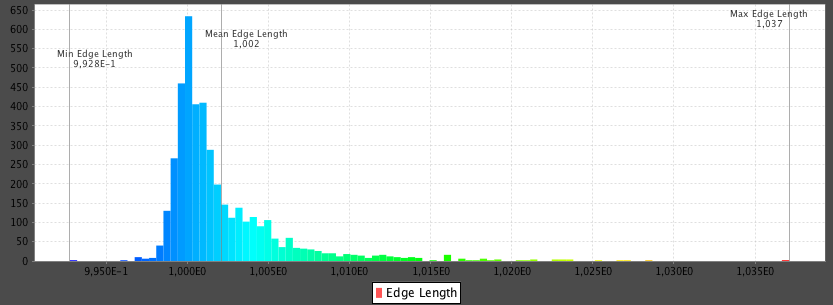 650
600
550
500
450
400
350
300
250
200
150
100
50
0
Min Edge Length
9,928E-1
Mean Edge Length
1,002
Max Edge Length
1,037
9,950E-1 1,000E0 1,005E0 1,010E0 1,015E0 1,020E0 1,025E0 1,030E0 1,035E0
Edge Length